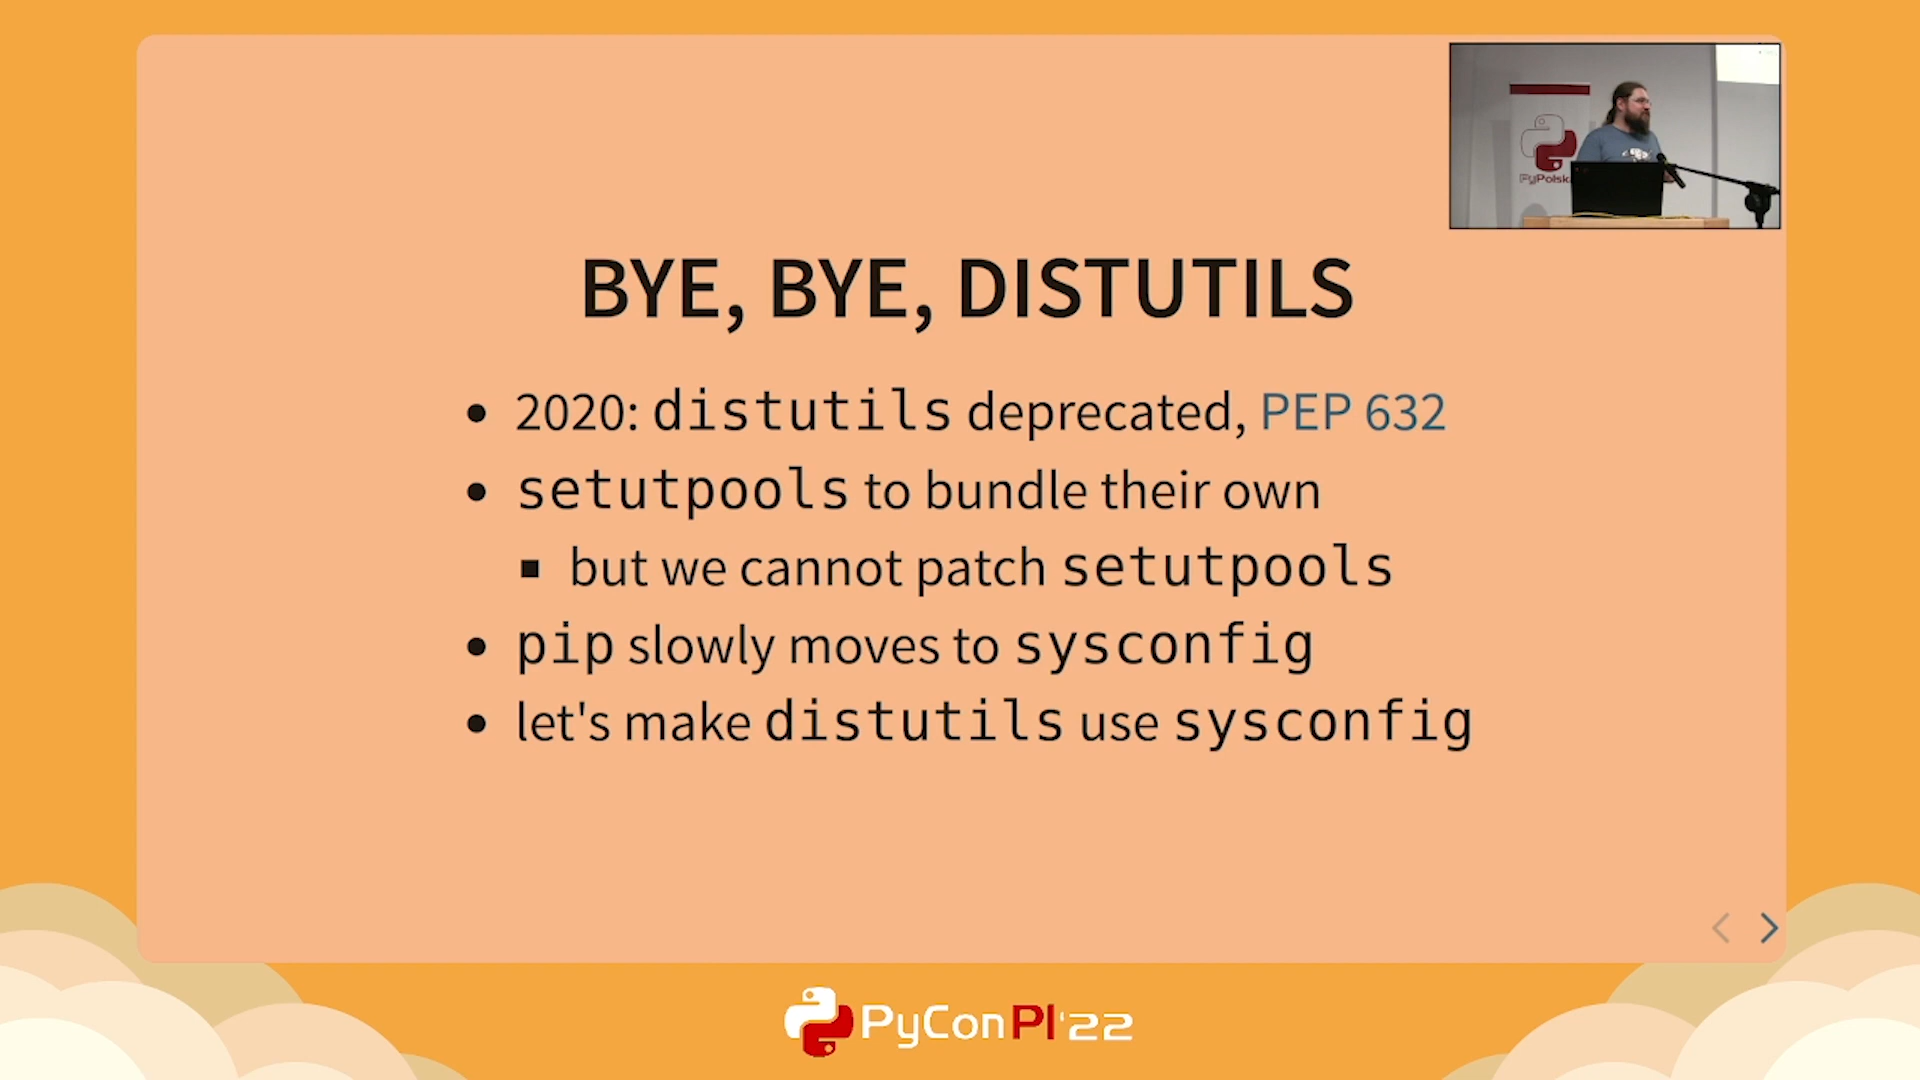 BYE, BYE, DISTUTILS
2020: distutils deprecated, PEP 632
setutpools to bundle their own
but we cannot patch setutpools
pip slowly moves to sysconfig
let's make distutils use sysconfig
PyPolska
PyConPl'22